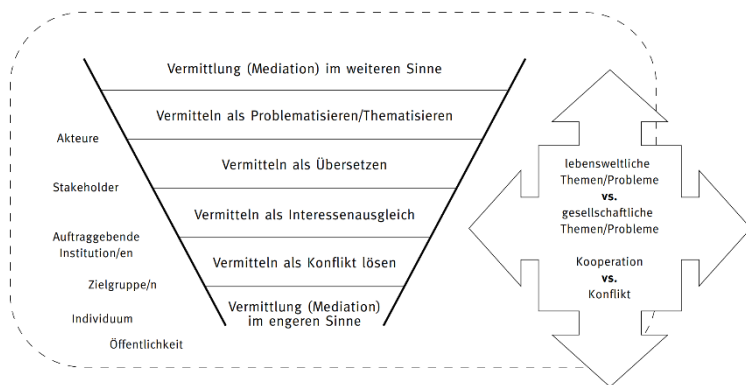 Vermittlung (Mediation) im weiteren Sinne
Vermitteln als Problematisieren/Thematisieren
Vermitteln als Übersetzen
Vermitteln als Interessenausgleich
Vermitteln als Konflikt lösen
Vermittlung (Mediation)
im engeren Sinne
Akteure
Stakeholder
Auftraggebende
Institution/en
Zielgruppe/n
Individuum
Öffentlichkeit
lebensweltliche
Themen/Probleme
vs.
gesellschaftliche
Themen/Probleme
Kooperation
vs.
Konflikt